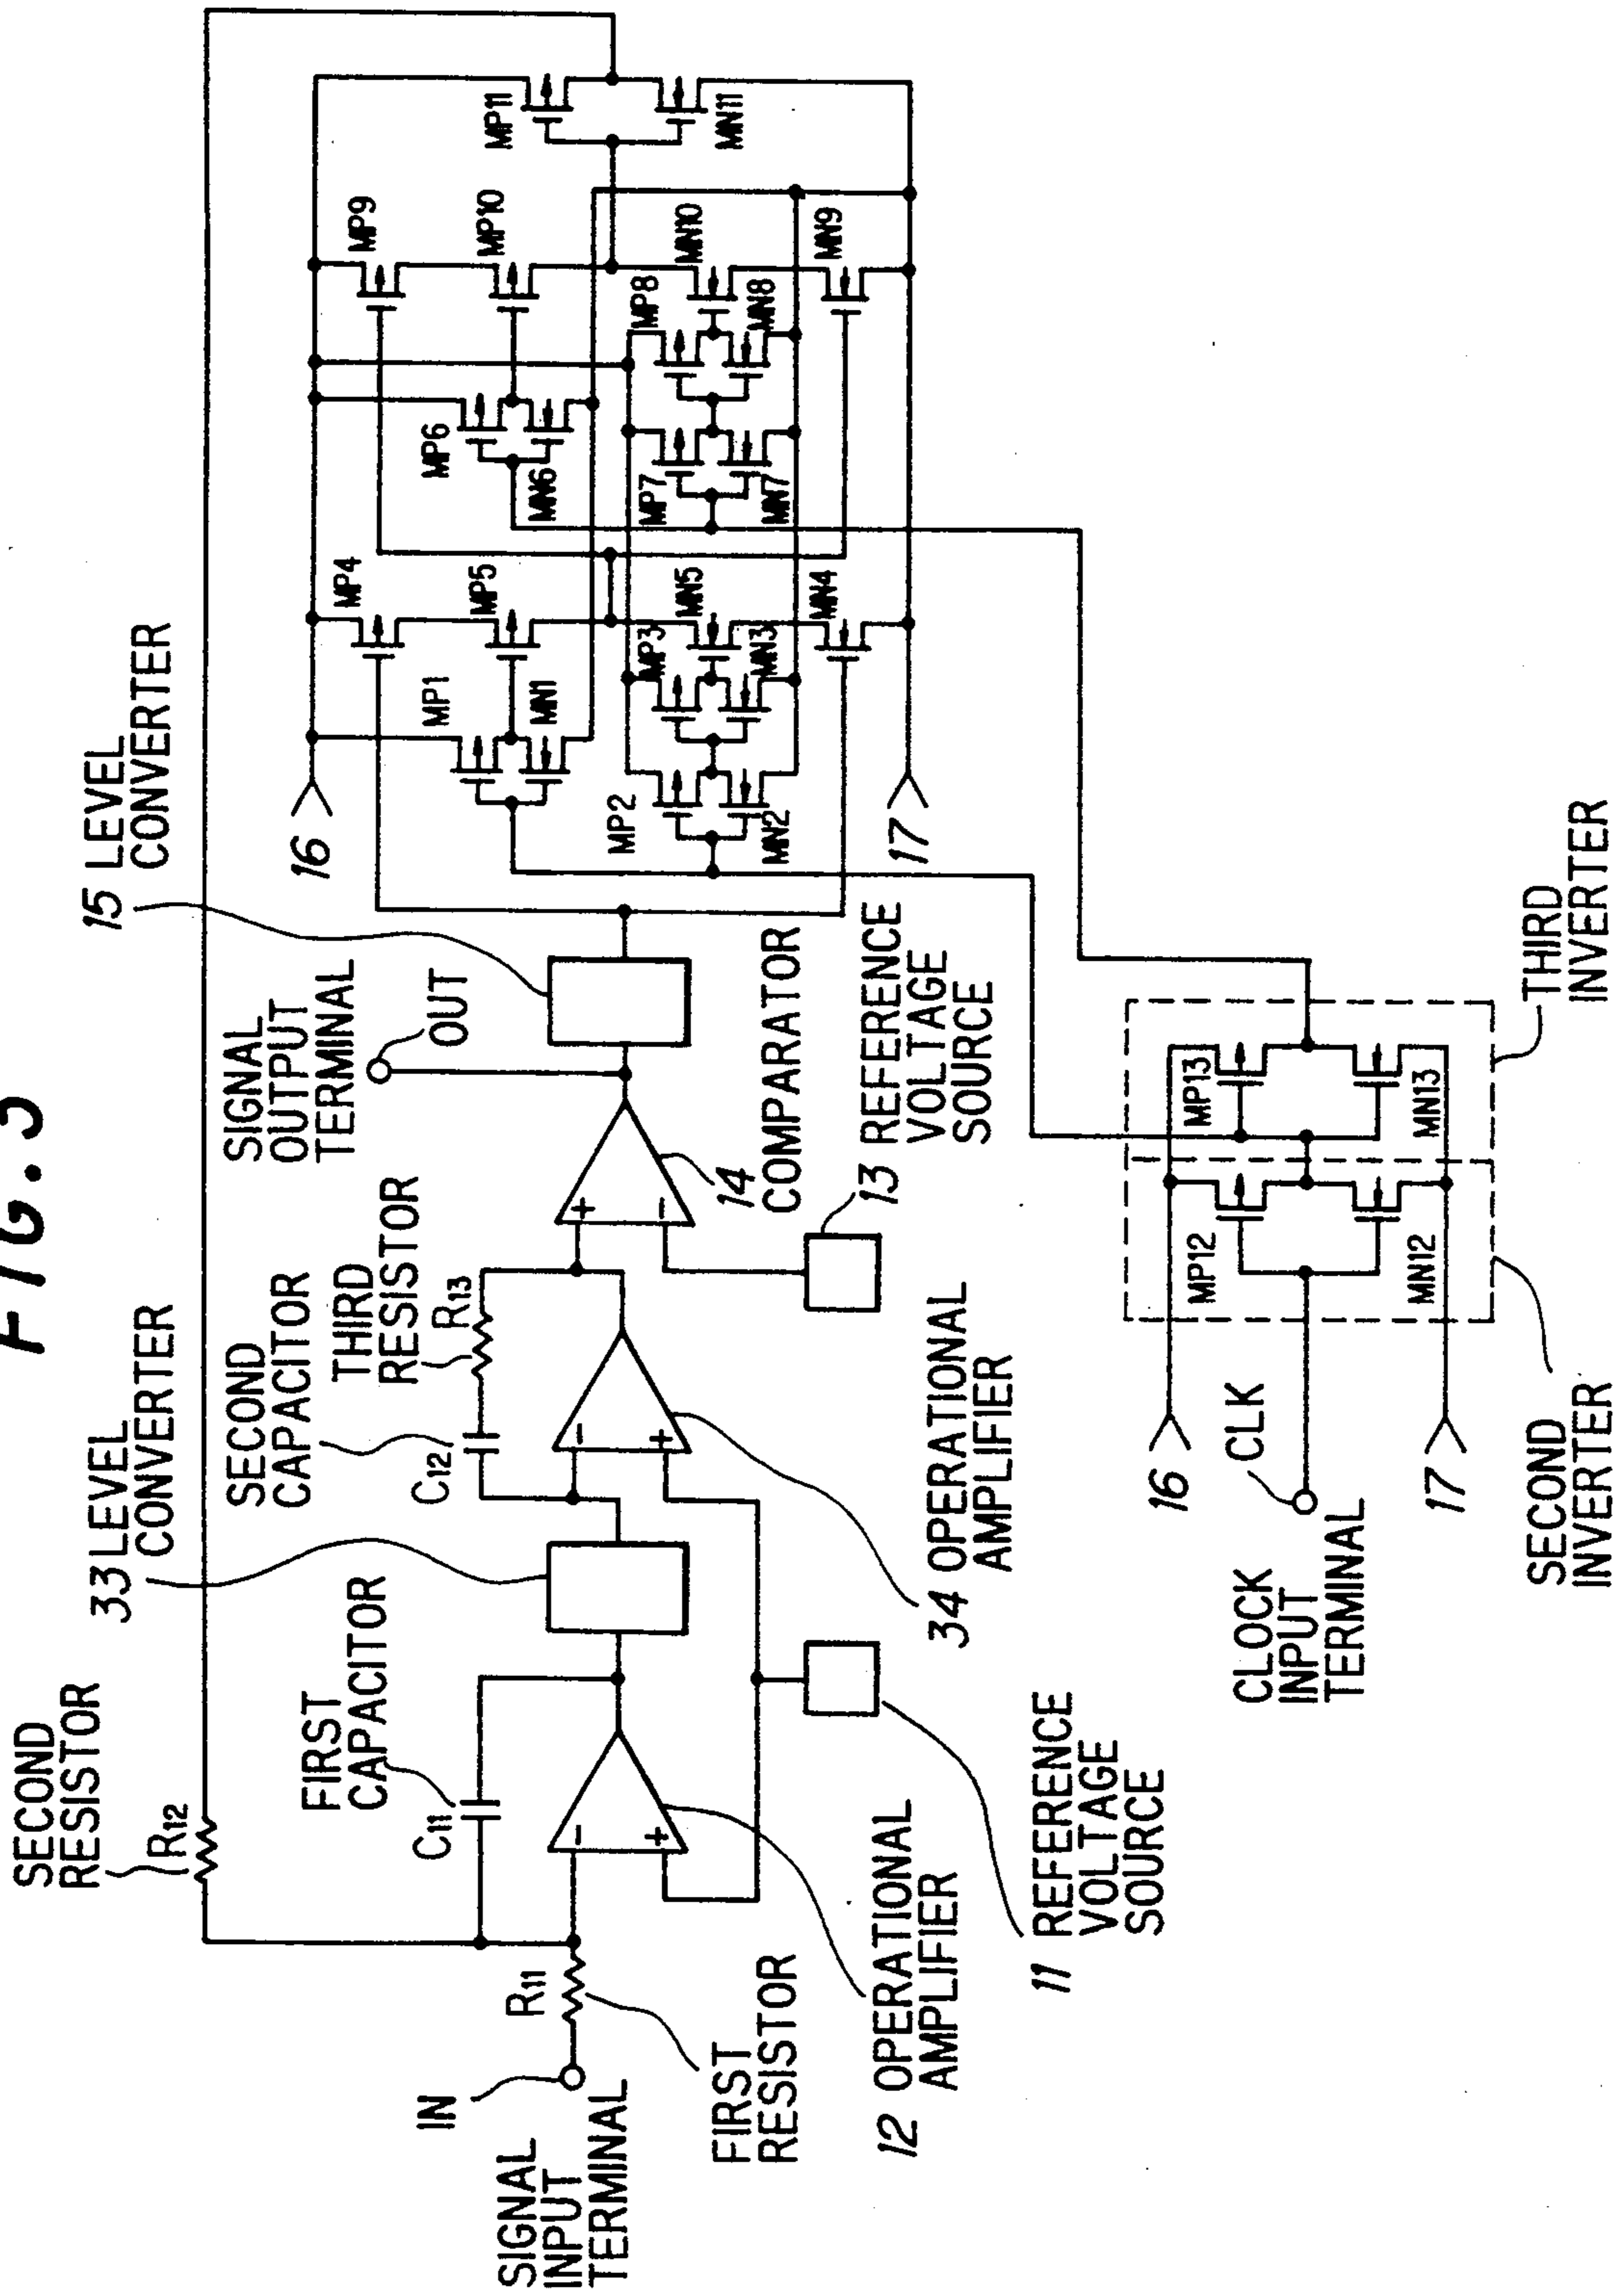 FIG. 5
SECOND
RESISTOR
R12
33 LEVEL
CONVERTER
15 LEVEL
CONVERTER
FIRST
CAPACITOR
C11
SECOND
CAPACITOR
C12
THIRD
RESISTOR
R13
SIGNAL
OUTPUT
TERMINAL
OUT
IN
SIGNAL
INPUT
TERMINAL
R11
FIRST
RESISTOR
12 OPERATIONAL
AMPLIFIER
11 REFERENCE
VOLTAGE
SOURCE
34 OPERATIONAL
AMPLIFIER
14
COMPARATOR
13 REFERENCE
VOLTAGE
SOURCE
-
+
-
+
+
-
16
17
MP1
MN1
MP2
MN2
MP3
MN3
MP4
MP5
MN5
MN4
MP6
MN6
MP7
MN7
MP8
MN8
MP9
MP10
MN10
MN9
MP11
MN11
CLOCK
INPUT
TERMINAL
CLK
16
17
MP12
MN12
MP13
MN13
SECOND
INVERTER
THIRD
INVERTER